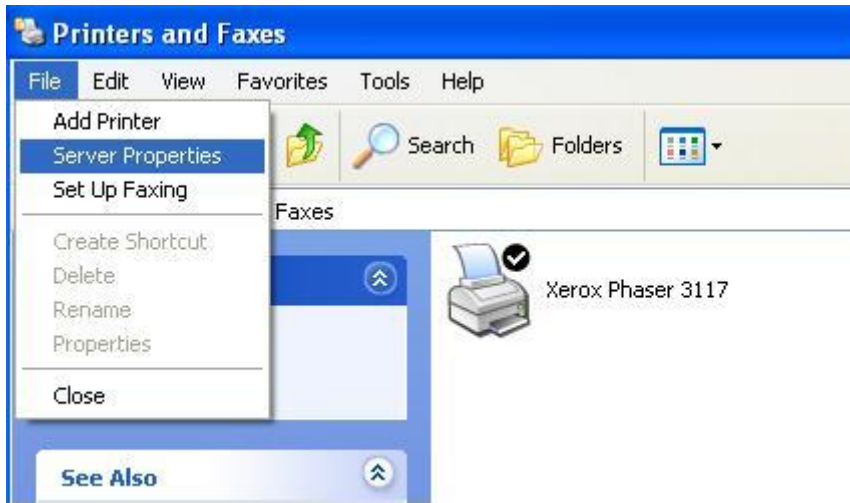 Printers and Faxes
File Edit View Favorites Tools Help
Add Printer
Server Properties
Set Up Faxing
Create Shortcut
Delete
Rename
Properties
Close
Search Folders
Faxes
Xerox Phaser 3117
See Also